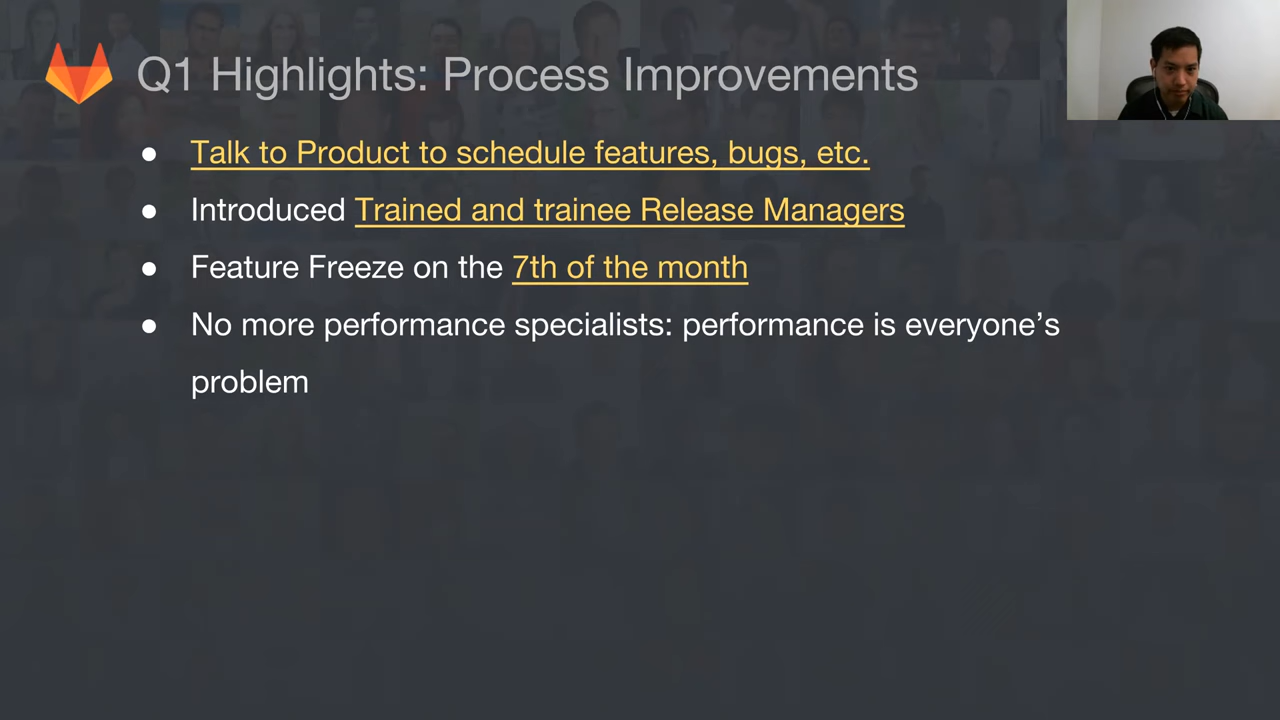 Q1 Highlights: Process Improvements
● Talk to Product to schedule features, bugs, etc.
● Introduced Trained and trainee Release Managers
● Feature Freeze on the 7th of the month
● No more performance specialists: performance is everyone’s
problem